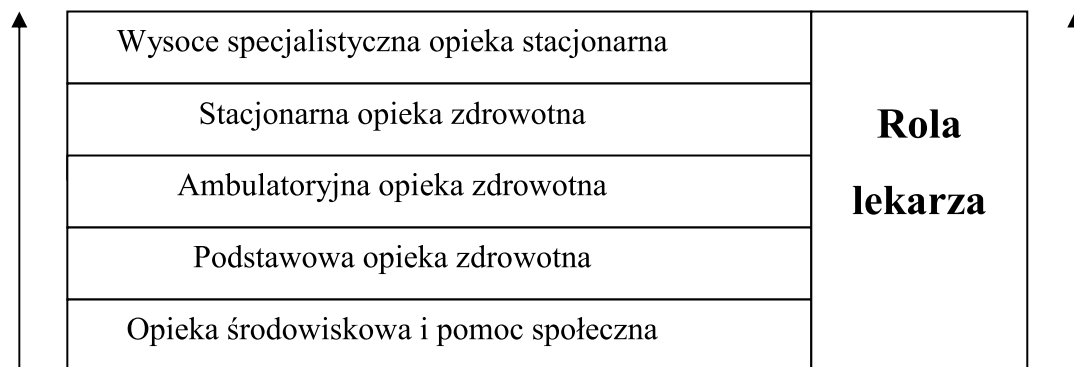 Wysoce specjalistyczna opieka stacjonarna
Stacjonarna opieka zdrowotna
Ambulatoryjna opieka zdrowotna
Podstawowa opieka zdrowotna
Opieka środowiskowa i pomoc społeczna
Rola
lekarza